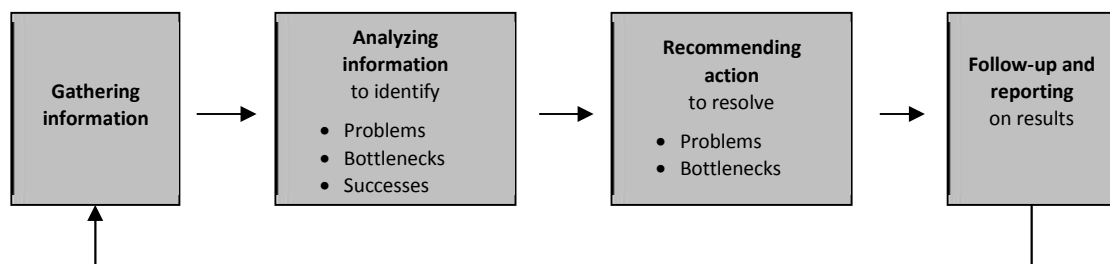 Gathering
information
Analyzing
information
to identify
• Problems
• Bottlenecks
• Successes
Recommending
action
to resolve
• Problems
• Bottlenecks
Follow-up and
reporting
on results